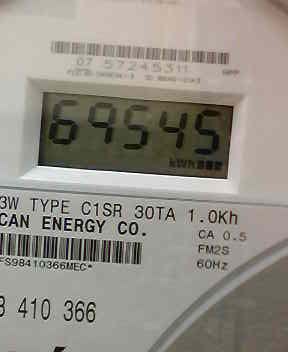 07 57245311
69545
kWh
3W TYPE C1SR 30TA 1.0Kh
CAN ENERGY CO.
CA 0.5
FM2S
60Hz
FS98410366MEC*
410 366